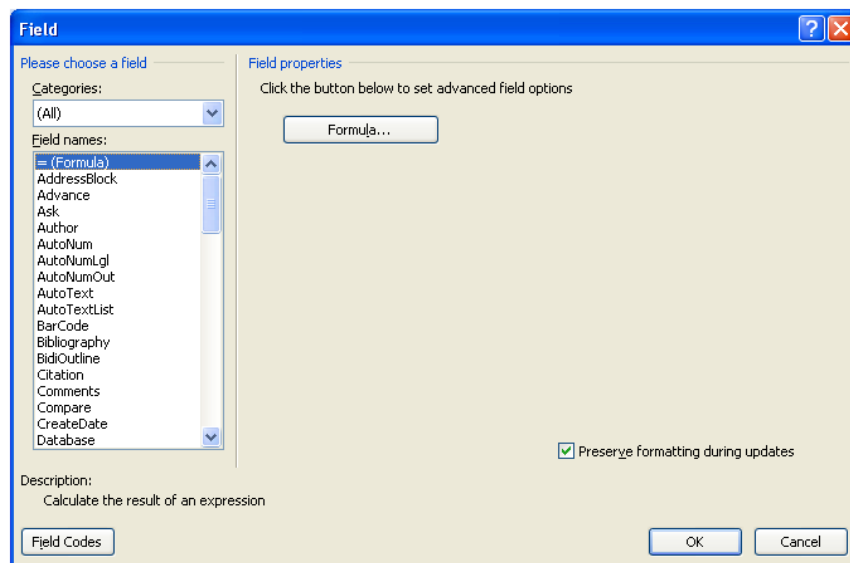 Field
Please choose a field
Categories:
(All)
Field names:
= (Formula)
AddressBlock
Advance
Ask
Author
AutoNum
AutoNumLgl
AutoNumOut
AutoText
AutoTextList
BarCode
Bibliography
BidiOutline
Citation
Comments
Compare
CreateDate
Database
Field properties
Click the button below to set advanced field options
Formula...
Preserve formatting during updates
Description:
Calculate the result of an expression
Field Codes
OK
Cancel